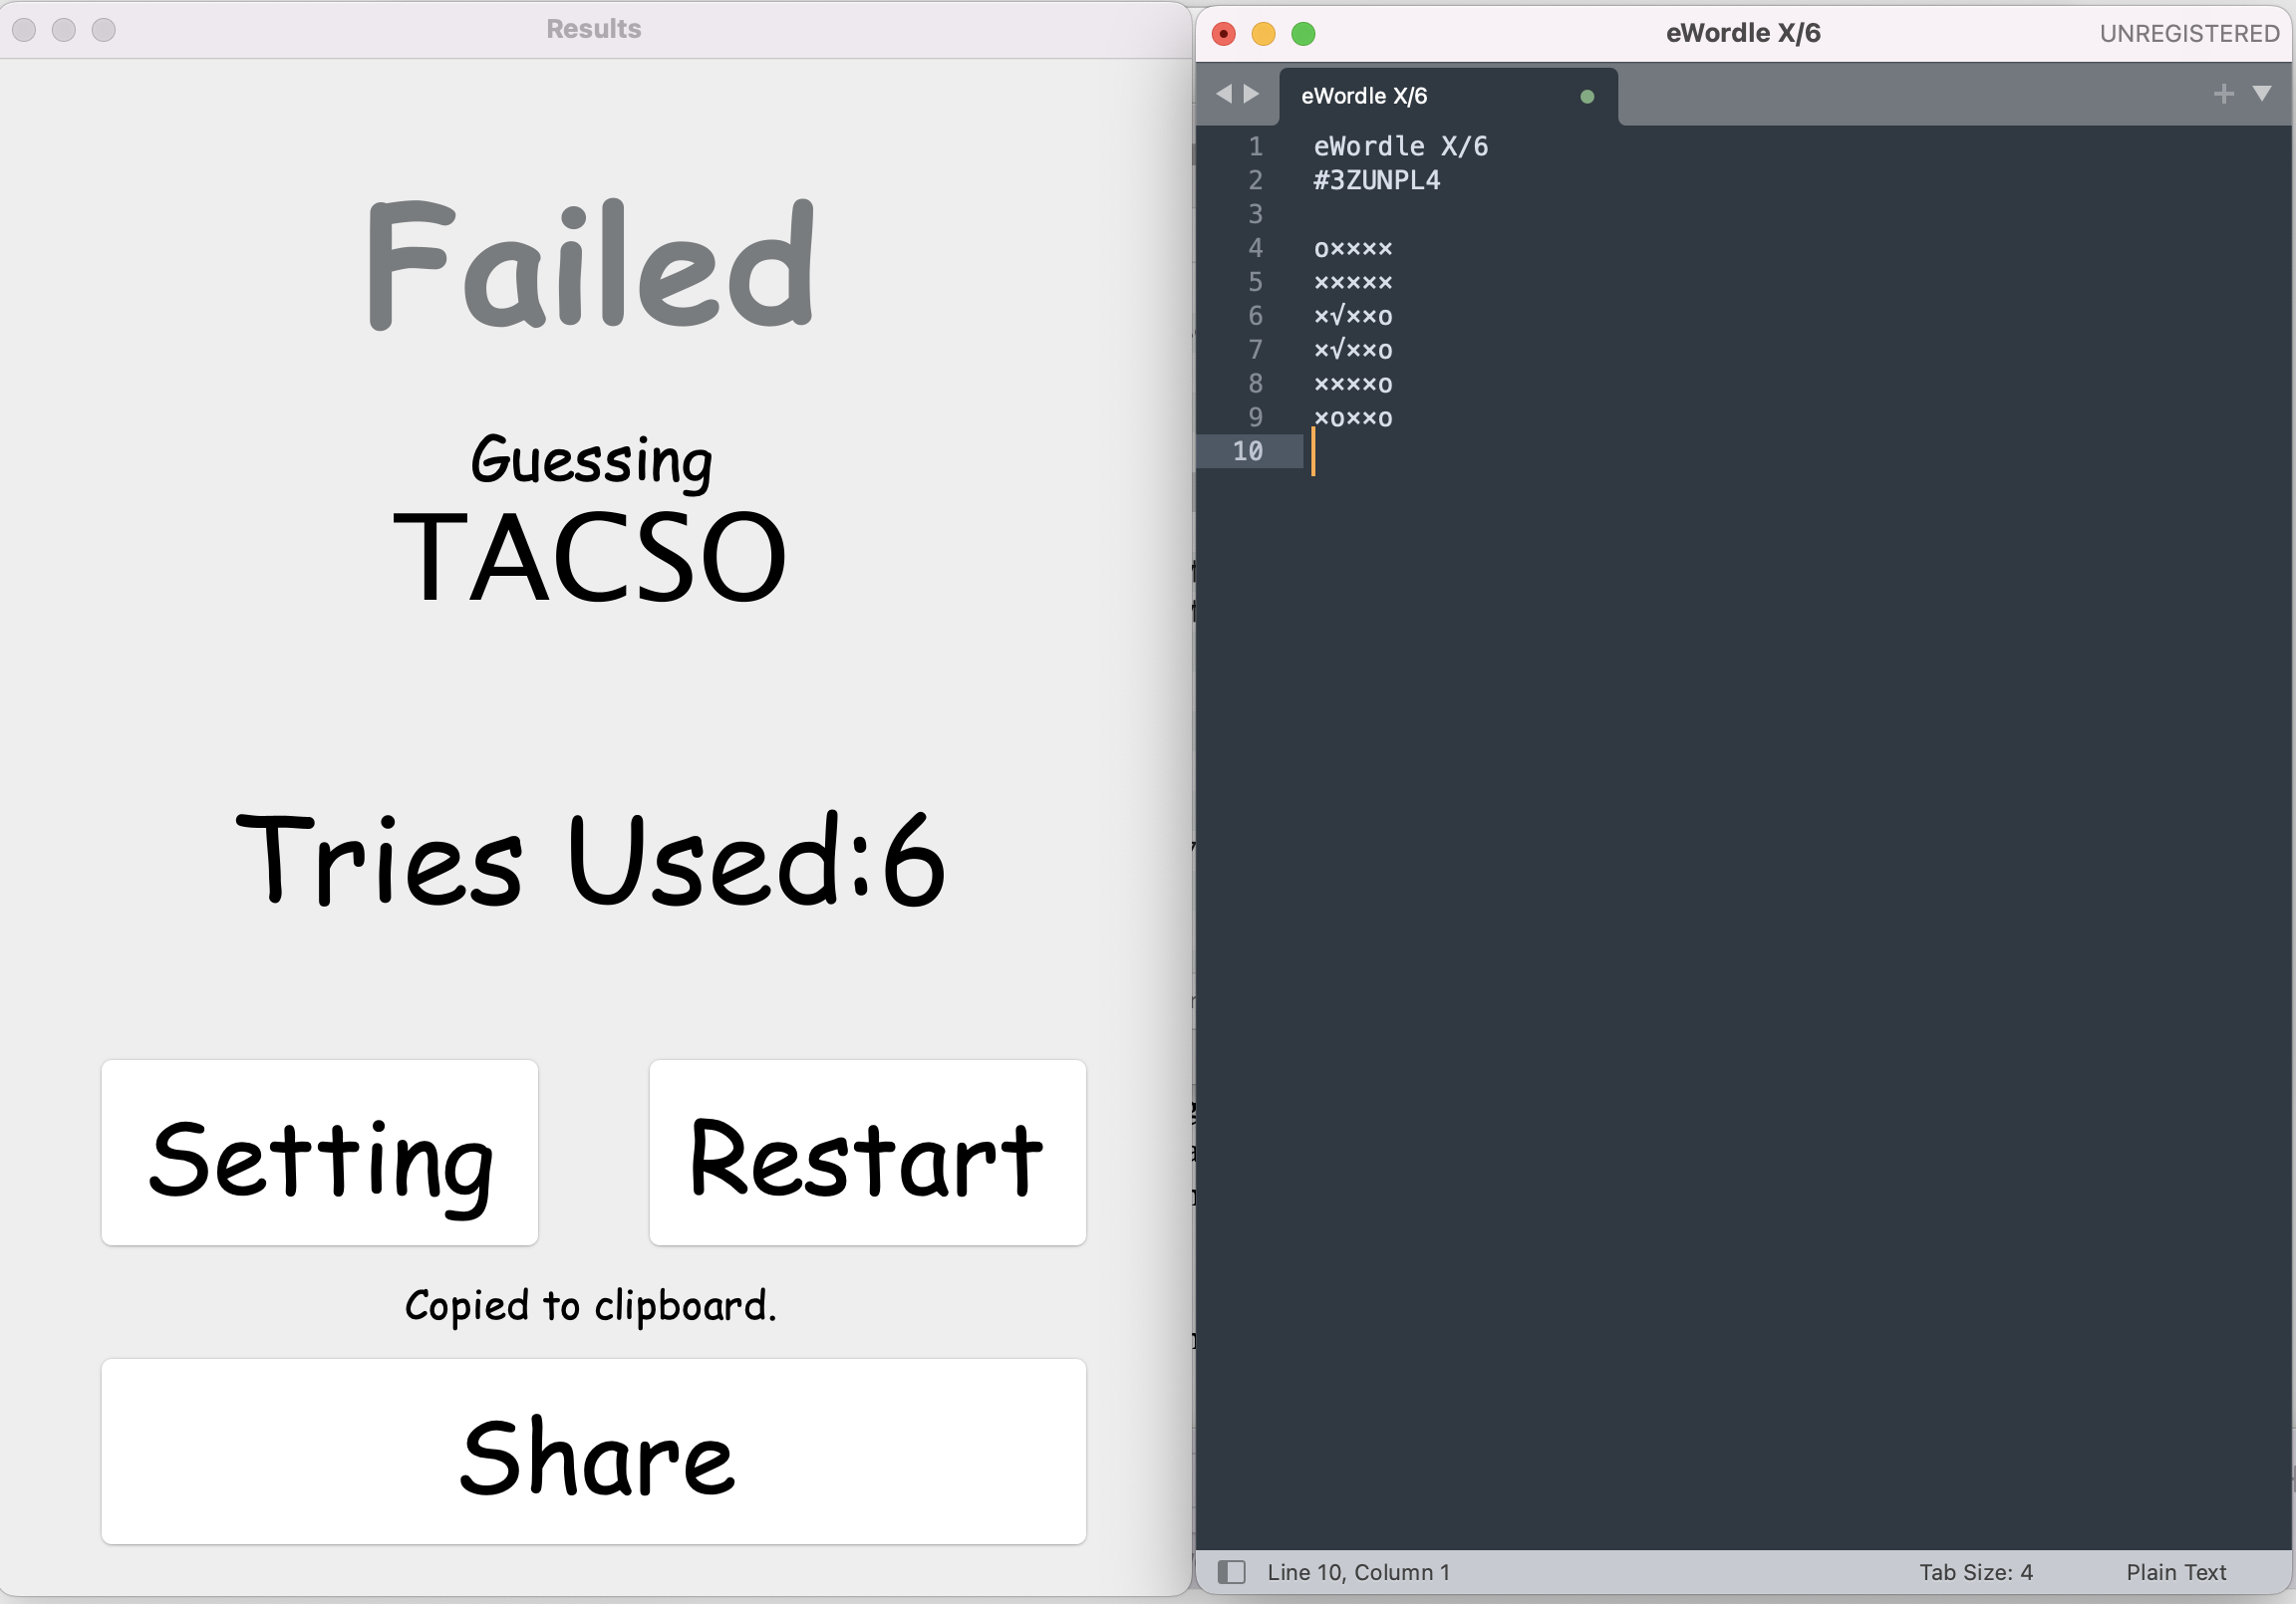 Results
Failed
Guessing
TACSO
Tries Used:6
Setting
Restart
Copied to clipboard.
Share
eWordle X/6
UNREGISTERED
eWordle X/6
1 eWordle X/6
2 #3ZUNPL4
3
4 o××××
5 ×××××
6 ×√××o
7 ×√××o
8 ××××o
9 ×o××o
10
Line 10, Column 1
Tab Size: 4
Plain Text